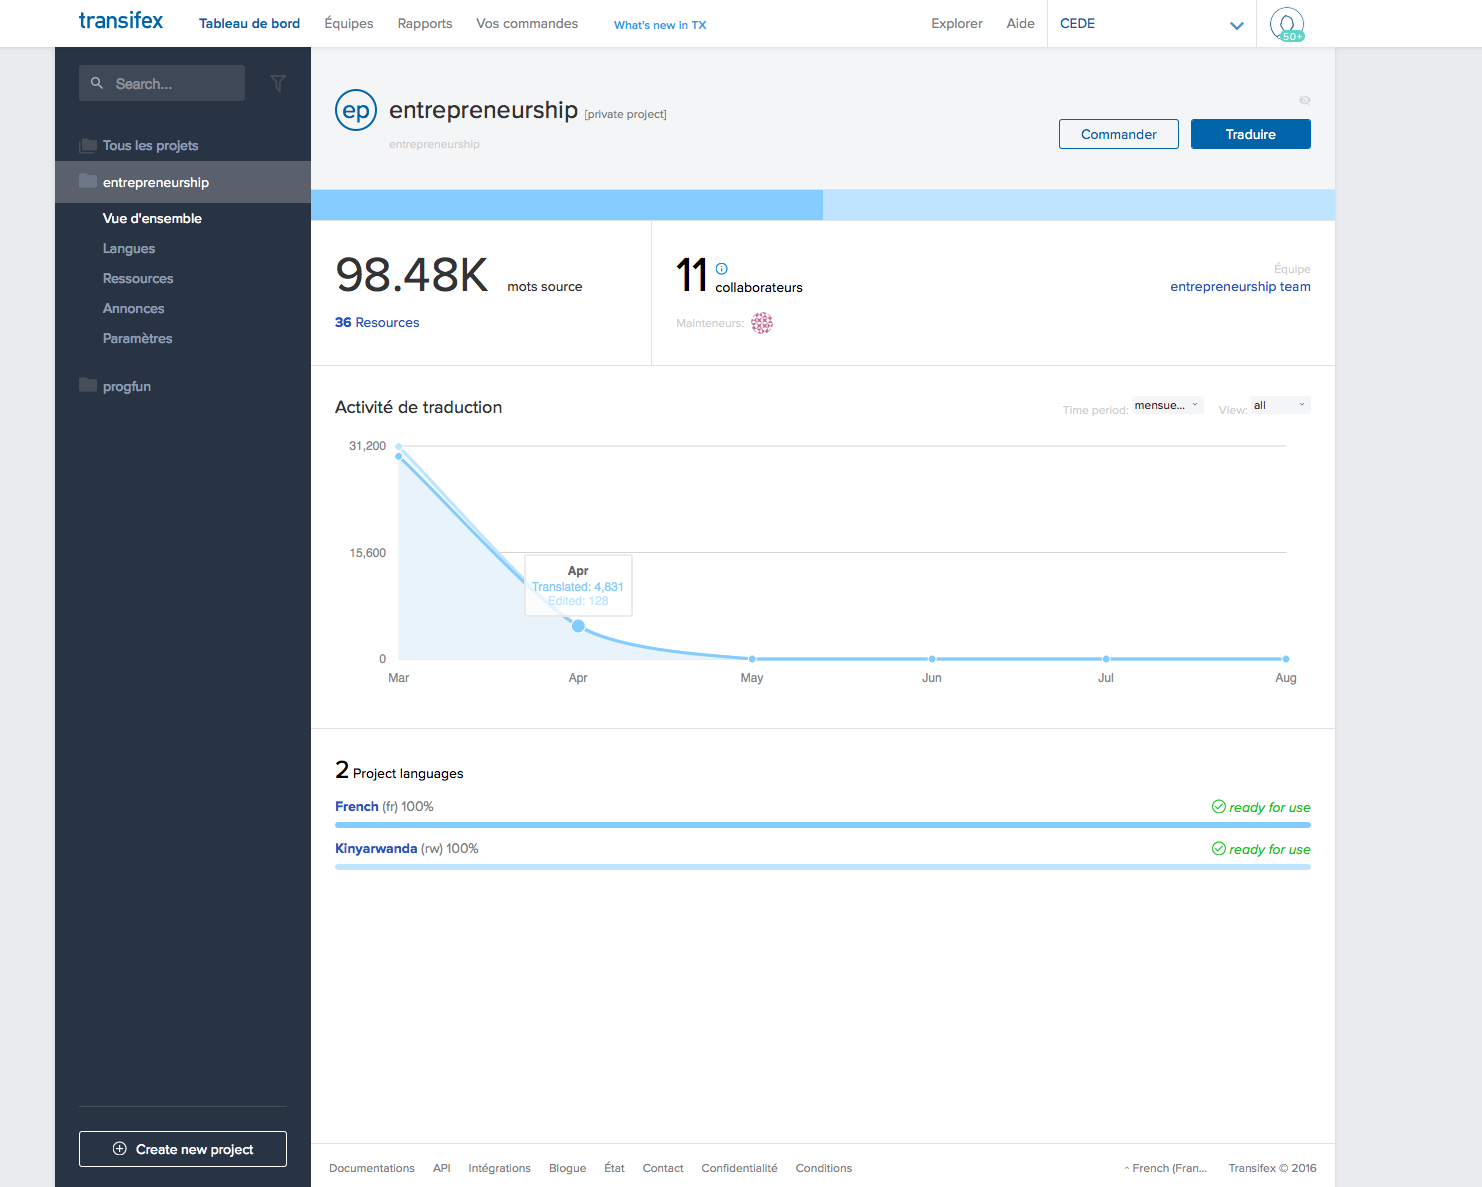 transifex
Tableau de bord
Équipes
Rapports
Vos commandes
What's new in TX
Explorer
Aide
CEDE
50+
Search...
Tous les projets
entrepreneurship
Vue d'ensemble
Langues
Ressources
Annonces
Paramètres
progfun
Create new project
ep
entrepreneurship [private project]
entrepreneurship
Commander
Traduire
98.48K mots source
36 Resources
11 collaborateurs
Mainteneurs:
Équipe
entrepreneurship team
Activité de traduction
Time period: mensue...
View: all
31,200
15,600
0
Apr
Translated: 4,831
Edited: 128
Mar Apr May Jun Jul Aug
2 Project languages
French (fr) 100%
ready for use
Kinyarwanda (rw) 100%
ready for use
Documentations API Intégrations Blogue État Contact Confidentialité Conditions
French (Fran...
Transifex © 2016